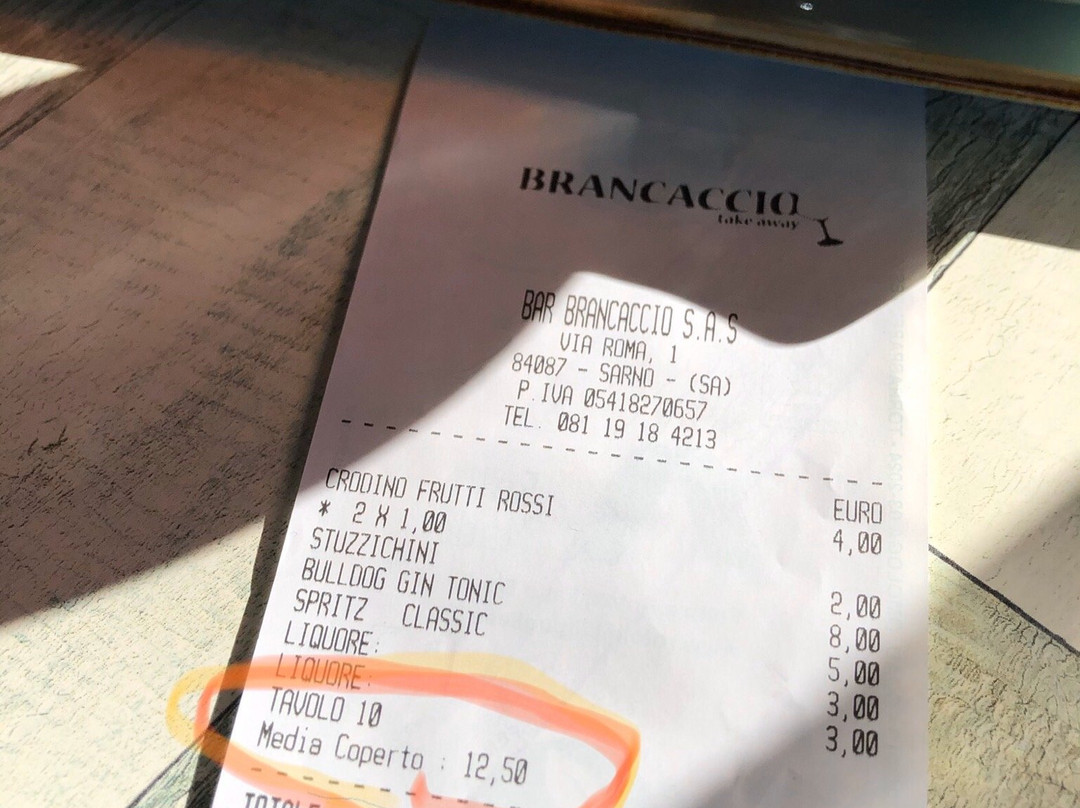 BRANCACCIO
take away
BAR BRANCACCIO S.A.S
VIA ROMA, 1
84087 - SARNO - (SA)
P.IVA 05418270657
TEL. 081 19 18 4213
EURO
CRODINO FRUTTI ROSSI 4,00
* 2 X 1,00
STUZZICHINI 2,00
BULLDOG GIN TONIC 8,00
SPRITZ CLASSIC 5,00
LIQUORE: 3,00
LIQUORE: 3,00
TAVOLO 10
Media Coperto : 12,50